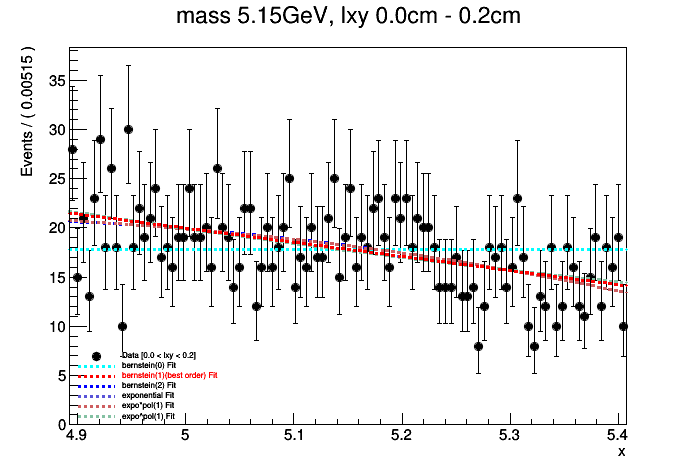 mass 5.15GeV, lxy 0.0cm - 0.2cm
Events / ( 0.00515 )
35
30
25
20
15
10
5
0
Data [0.0 < lxy < 0.2]
bernstein(0) Fit
bernstein(1)(best order) Fit
bernstein(2) Fit
exponential Fit
expo*pol(1) Fit
expo^pol(1) Fit
4.9 5 5.1 5.2 5.3 5.4
x